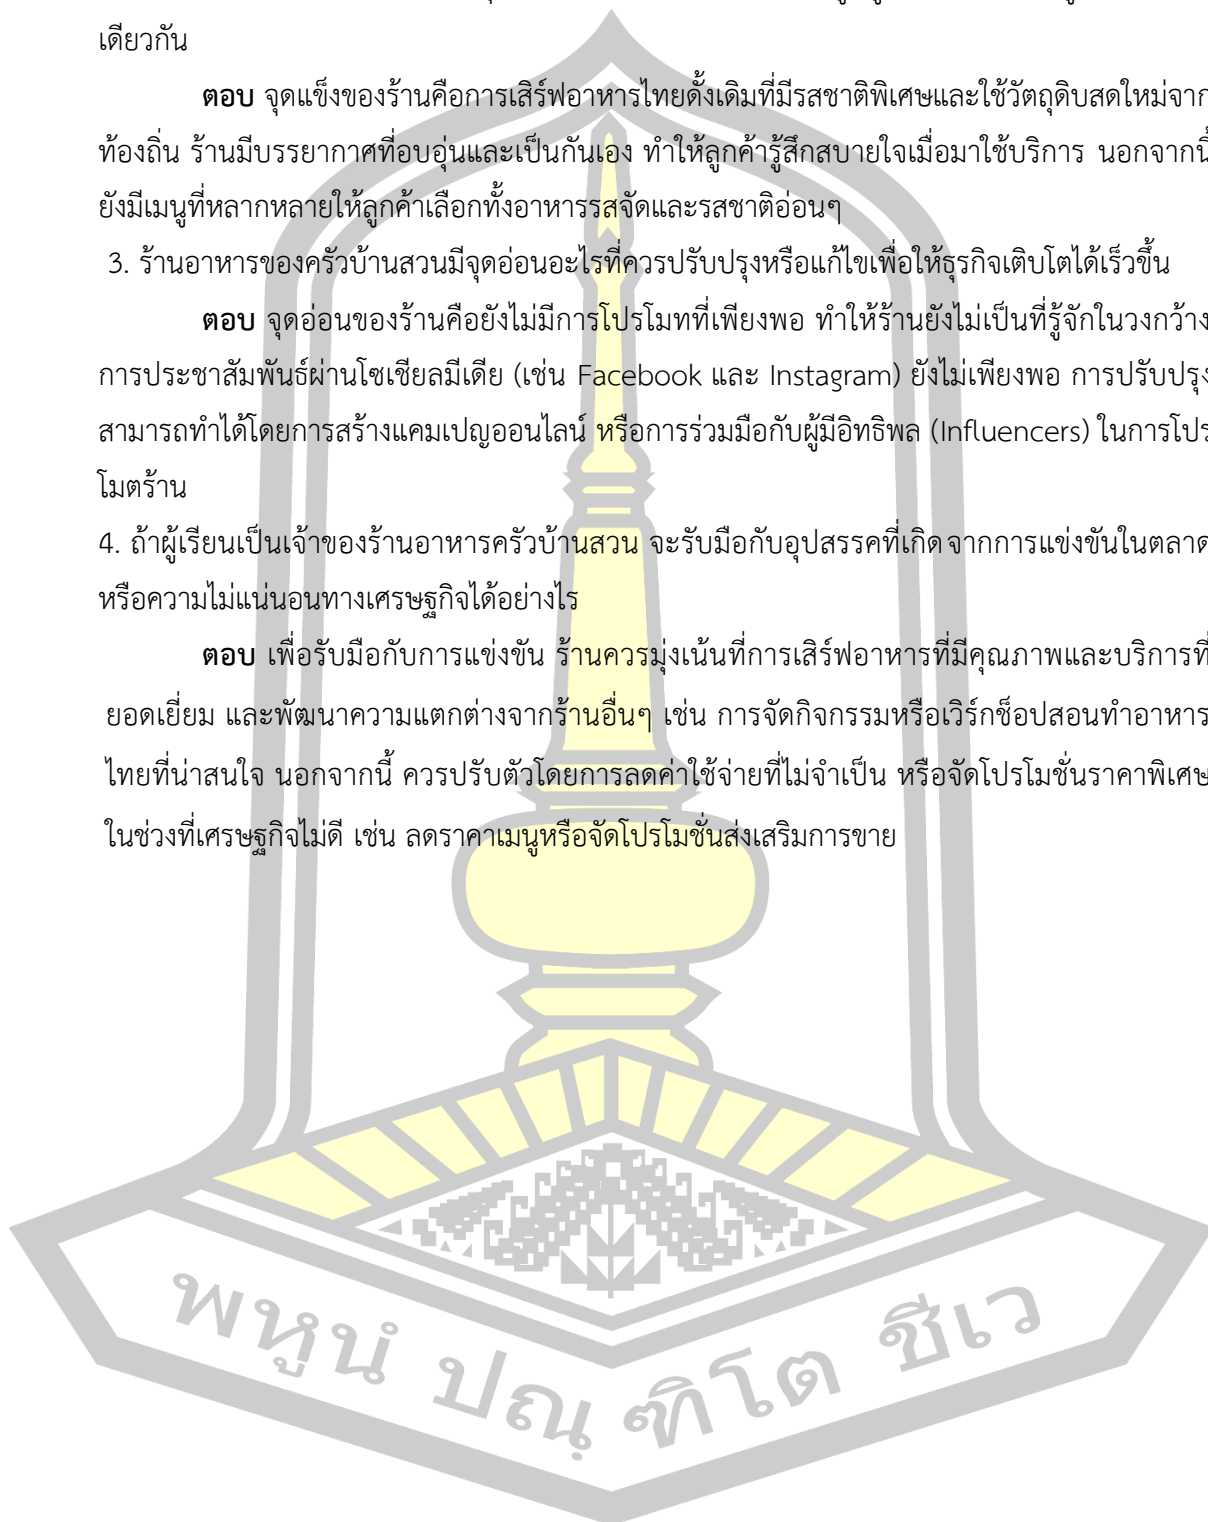 เดียวกัน
ตอบ จุดแข็งของร้านคือการเสิร์ฟอาหารไทยดั้งเดิมที่มีรสชาติพิเศษและใช้วัตถุดิบสดใหม่จาก
ท้องถิ่น ร้านมีบรรยากาศที่อบอุ่นและเป็นกันเอง ทำให้ลูกค้ารู้สึกสบายใจเมื่อมาใช้บริการ นอกจากนี้
ยังมีเมนูที่หลากหลายให้ลูกค้าเลือกทั้งอาหารรสจัดและรสชาติอ่อนๆ
3. ร้านอาหารของครัวบ้านสวนมีจุดอ่อนอะไรที่ควรปรับปรุงหรือแก้ไขเพื่อให้ธุรกิจเติบโตได้เร็วขึ้น
ตอบ จุดอ่อนของร้านคือยังไม่มีการโปรโมทที่เพียงพอ ทำให้ร้านยังไม่เป็นที่รู้จักในวงกว้าง
การประชาสัมพันธ์ผ่านโซเชียลมีเดีย (เช่น Facebook และ Instagram) ยังไม่เพียงพอ การปรับปรุง
สามารถทำได้โดยการสร้างแคมเปญออนไลน์ หรือการร่วมมือกับผู้มีอิทธิพล (Influencers) ในการโปร
โมตร้าน
4. ถ้าผู้เรียนเป็นเจ้าของร้านอาหารครัวบ้านสวน จะรับมือกับอุปสรรคที่เกิดจากการแข่งขันในตลาด
หรือความไม่แน่นอนทางเศรษฐกิจได้อย่างไร
ตอบ เพื่อรับมือกับการแข่งขัน ร้านควรมุ่งเน้นที่การเสิร์ฟอาหารที่มีคุณภาพและบริการที่
ยอดเยี่ยม และพัฒนาความแตกต่างจากร้านอื่นๆ เช่น การจัดกิจกรรมหรือเวิร์กช็อปสอนทำอาหาร
ไทยที่น่าสนใจ นอกจากนี้ ควรปรับตัวโดยการลดค่าใช้จ่ายที่ไม่จำเป็น หรือจัดโปรโมชั่นราคาพิเศษ
ในช่วงที่เศรษฐกิจไม่ดี เช่น ลดราคาเมนูหรือจัดโปรโมชั่นส่งเสริมการขาย
พหูนํ ปณฺฑิโต ชีเว